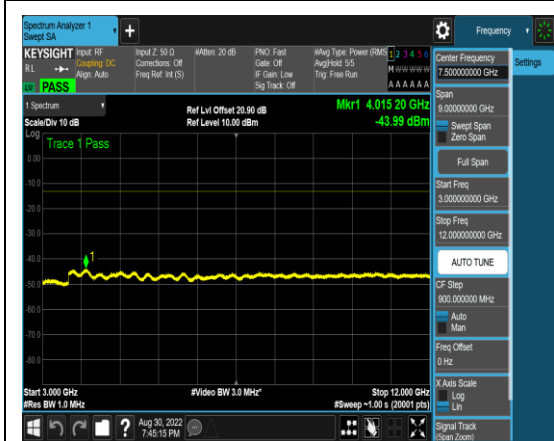 Spectrum Analyzer 1
Swept SA
Frequency
KEYSIGHT
RL
PASS
Input: RF
Coupling: DC
Align: Auto
Input Z: 50 Ω
Corrections: Off
Freq Ref: Int (S)
#Atten: 20 dB
PNO: Fast
Gate: Off
IF Gain: Low
Sig Track: Off
#Avg Type: Power (RMS
Avg|Hold: 5/5
Trig: Free Run
1 2 3 4 5 6
M W W W W W
A A A A A A
1 Spectrum
Scale/Div 10 dB
Ref Lvl Offset 20.90 dB
Ref Level 10.00 dBm
Mkr1 4.015 20 GHz
-43.99 dBm
Log
Trace 1 Pass
0.00
-10.0
-20.0
-30.0
-40.0
-50.0
-60.0
-70.0
-80.0
1
Start 3.000 GHz
#Res BW 1.0 MHz
#Video BW 3.0 MHz*
Stop 12.000 GHz
#Sweep ~1.00 s (20001 pts)
Aug 30, 2022
7:45:15 PM
Center Frequency
7.500000000 GHz
Settings
Span
9.00000000 GHz
Swept Span
Zero Span
Full Span
Start Freq
3.000000000 GHz
Stop Freq
12.000000000 GHz
AUTO TUNE
CF Step
900.000000 MHz
Auto
Man
Freq Offset
0 Hz
X Axis Scale
Log
Lin
Signal Track
(Span Zoom)